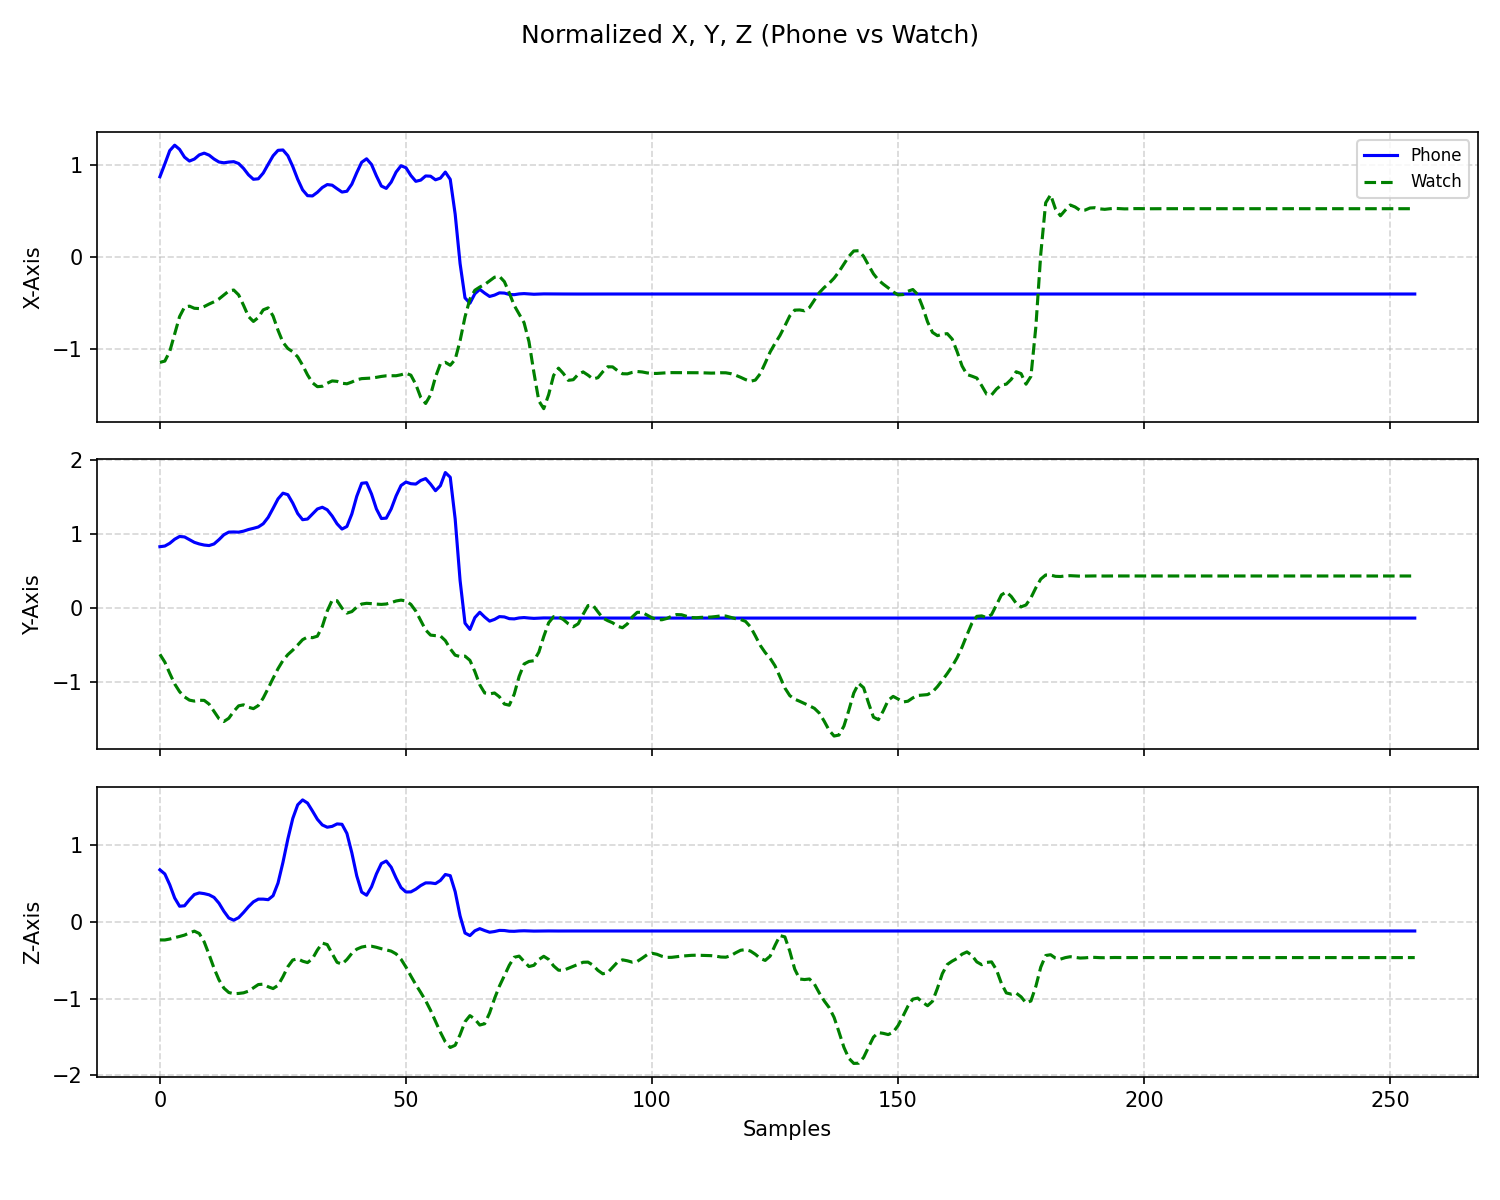 Normalized X, Y, Z (Phone vs Watch)
1
0
−1
X-Axis
Phone
Watch
2
1
0
−1
Y-Axis
1
0
−1
−2
Z-Axis
0 50 100 150 200 250
Samples